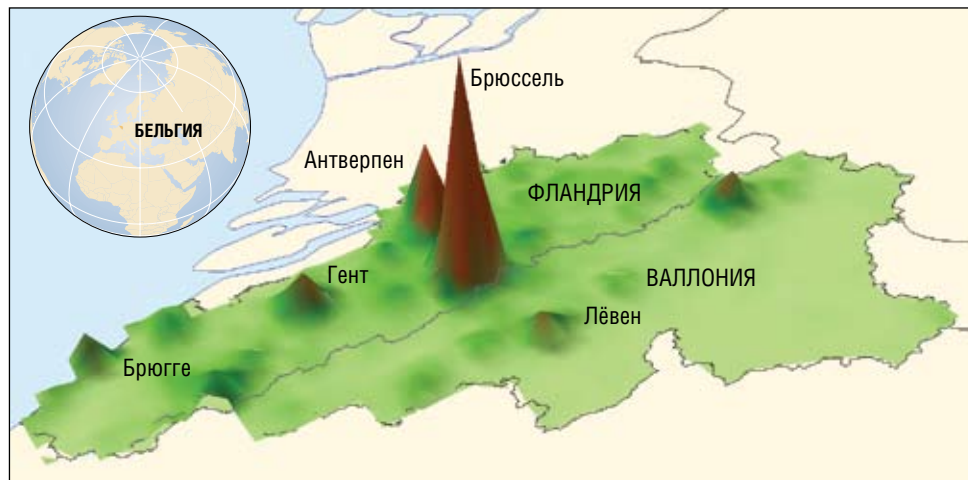 БЕЛЬГИЯ
Брюссель
Антверпен
ФЛАНДРИЯ
Гент
ВАЛЛОНИЯ
Лёвен
Брюгге